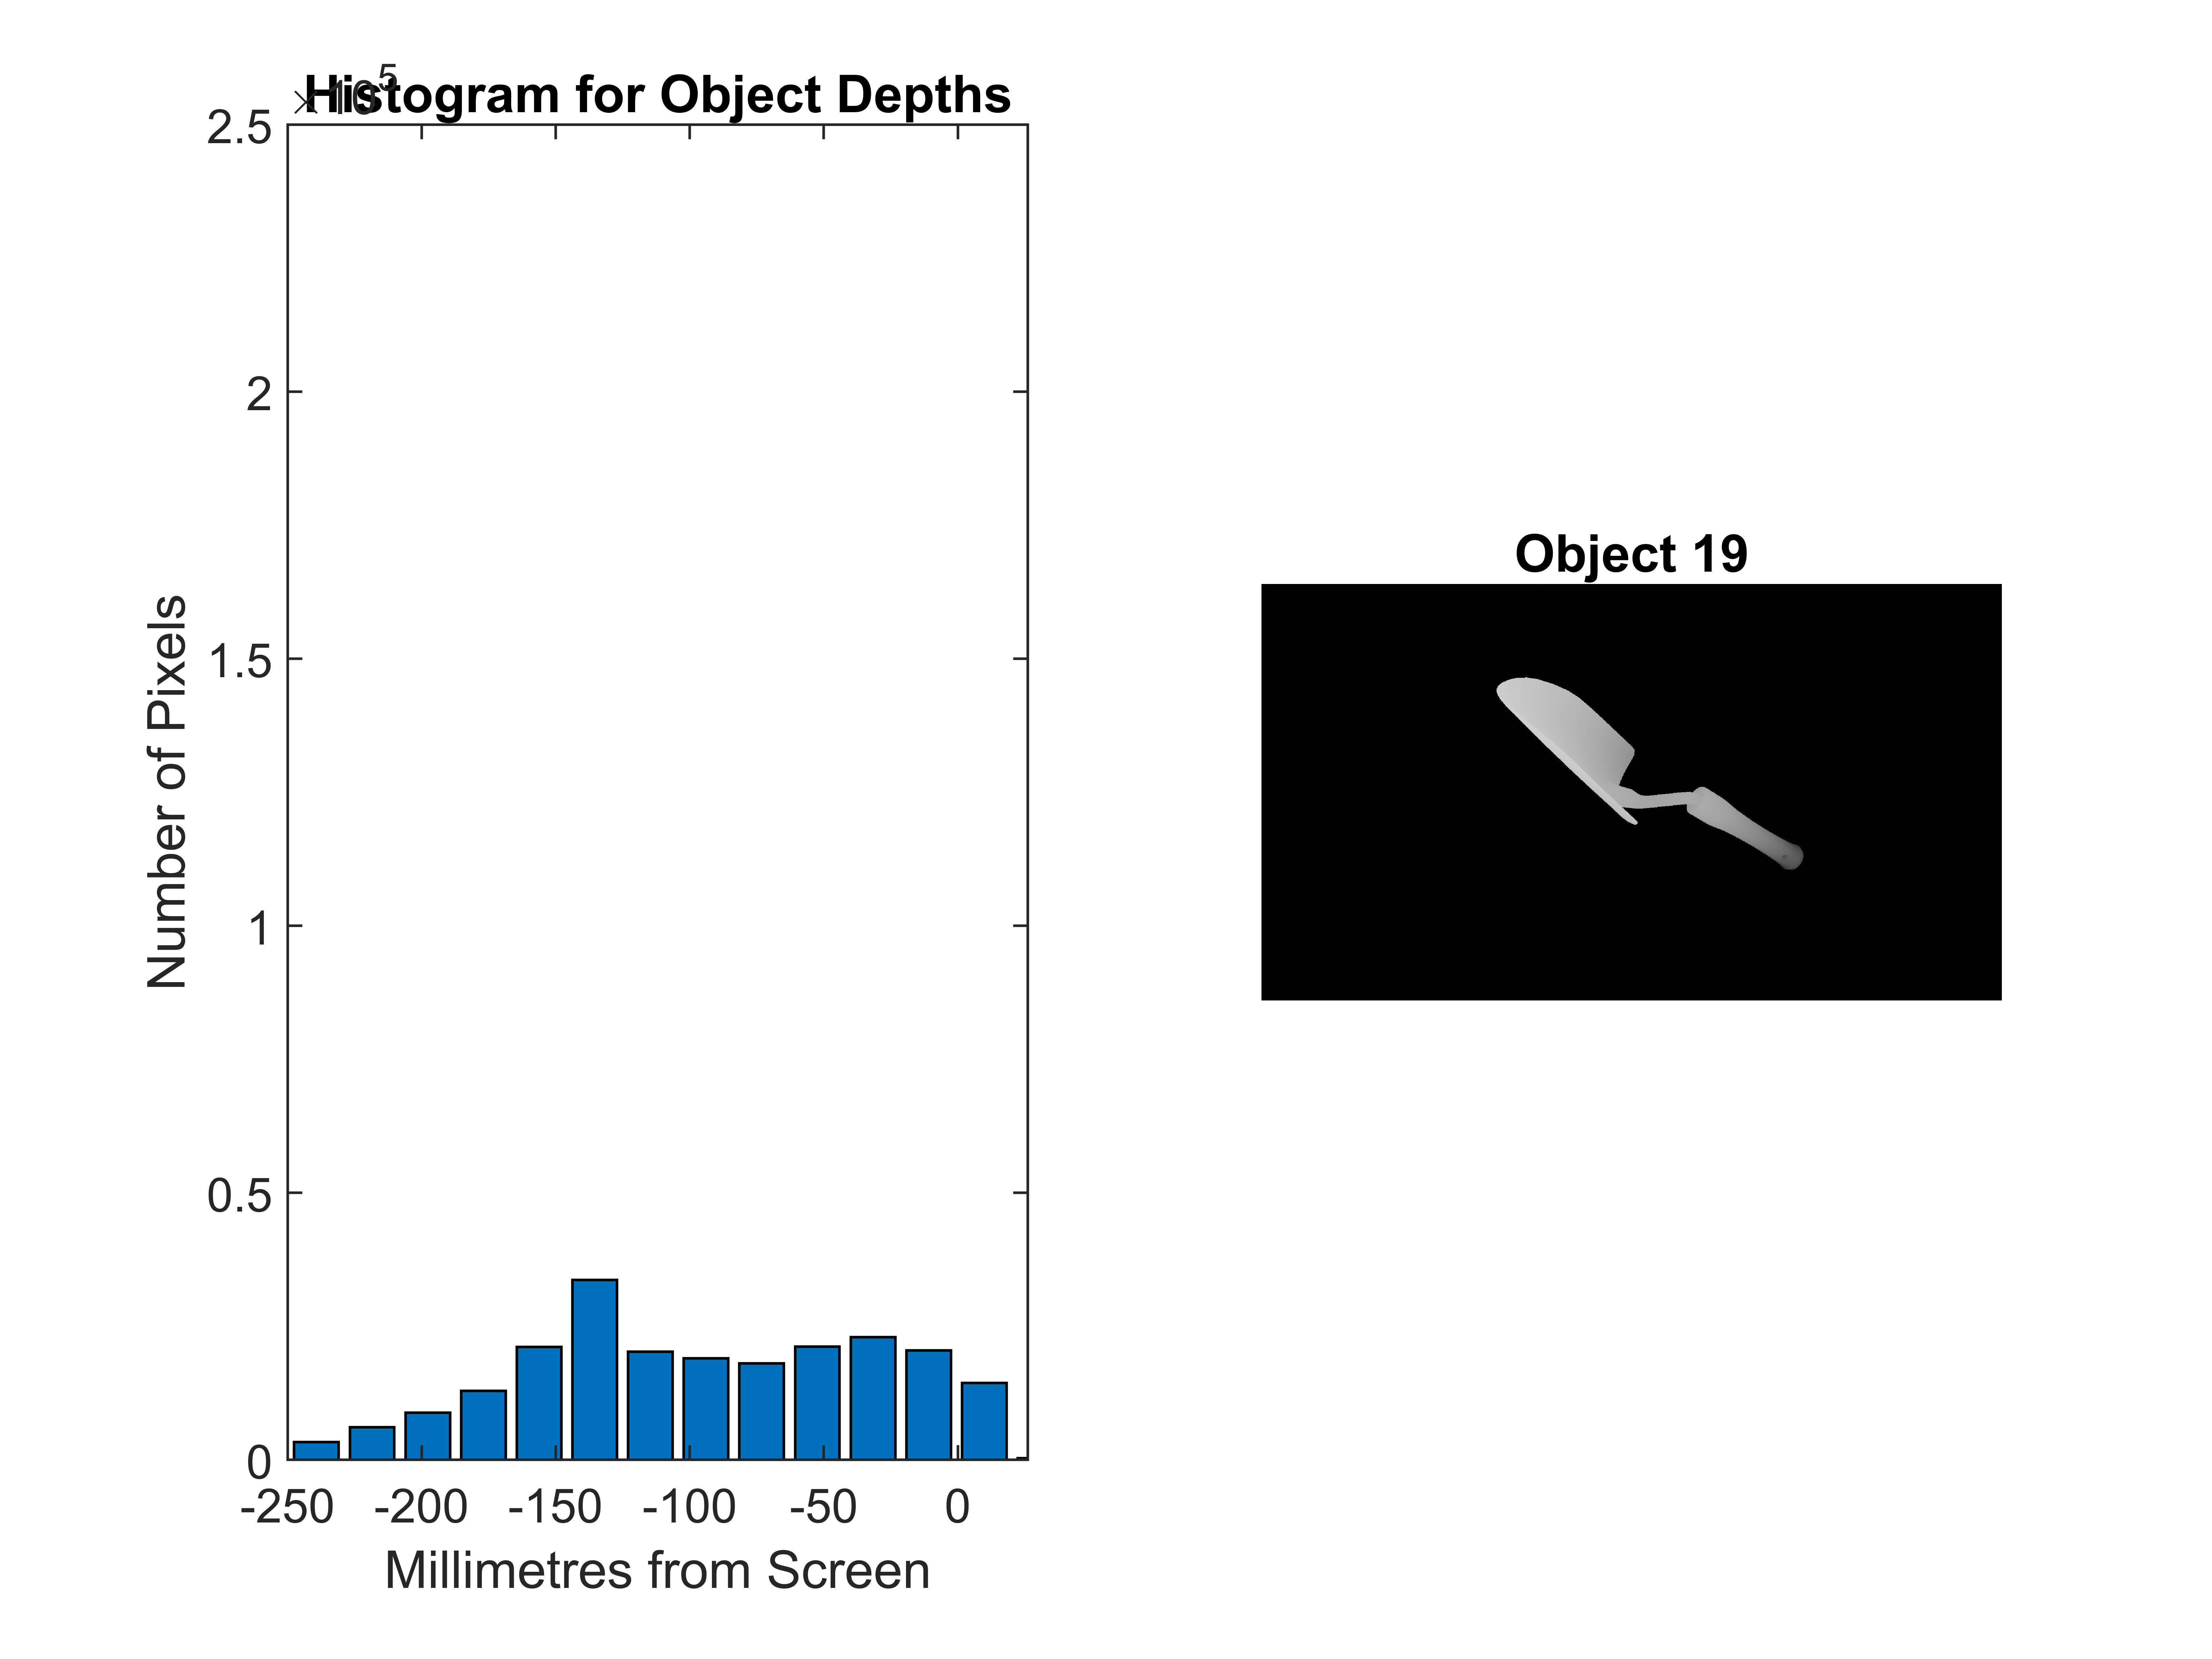 ×10^5
Histogram for Object Depths
2.5
2
1.5
1
0.5
0
Number of Pixels
-250 -200 -150 -100 -50 0
Millimetres from Screen
Object 19